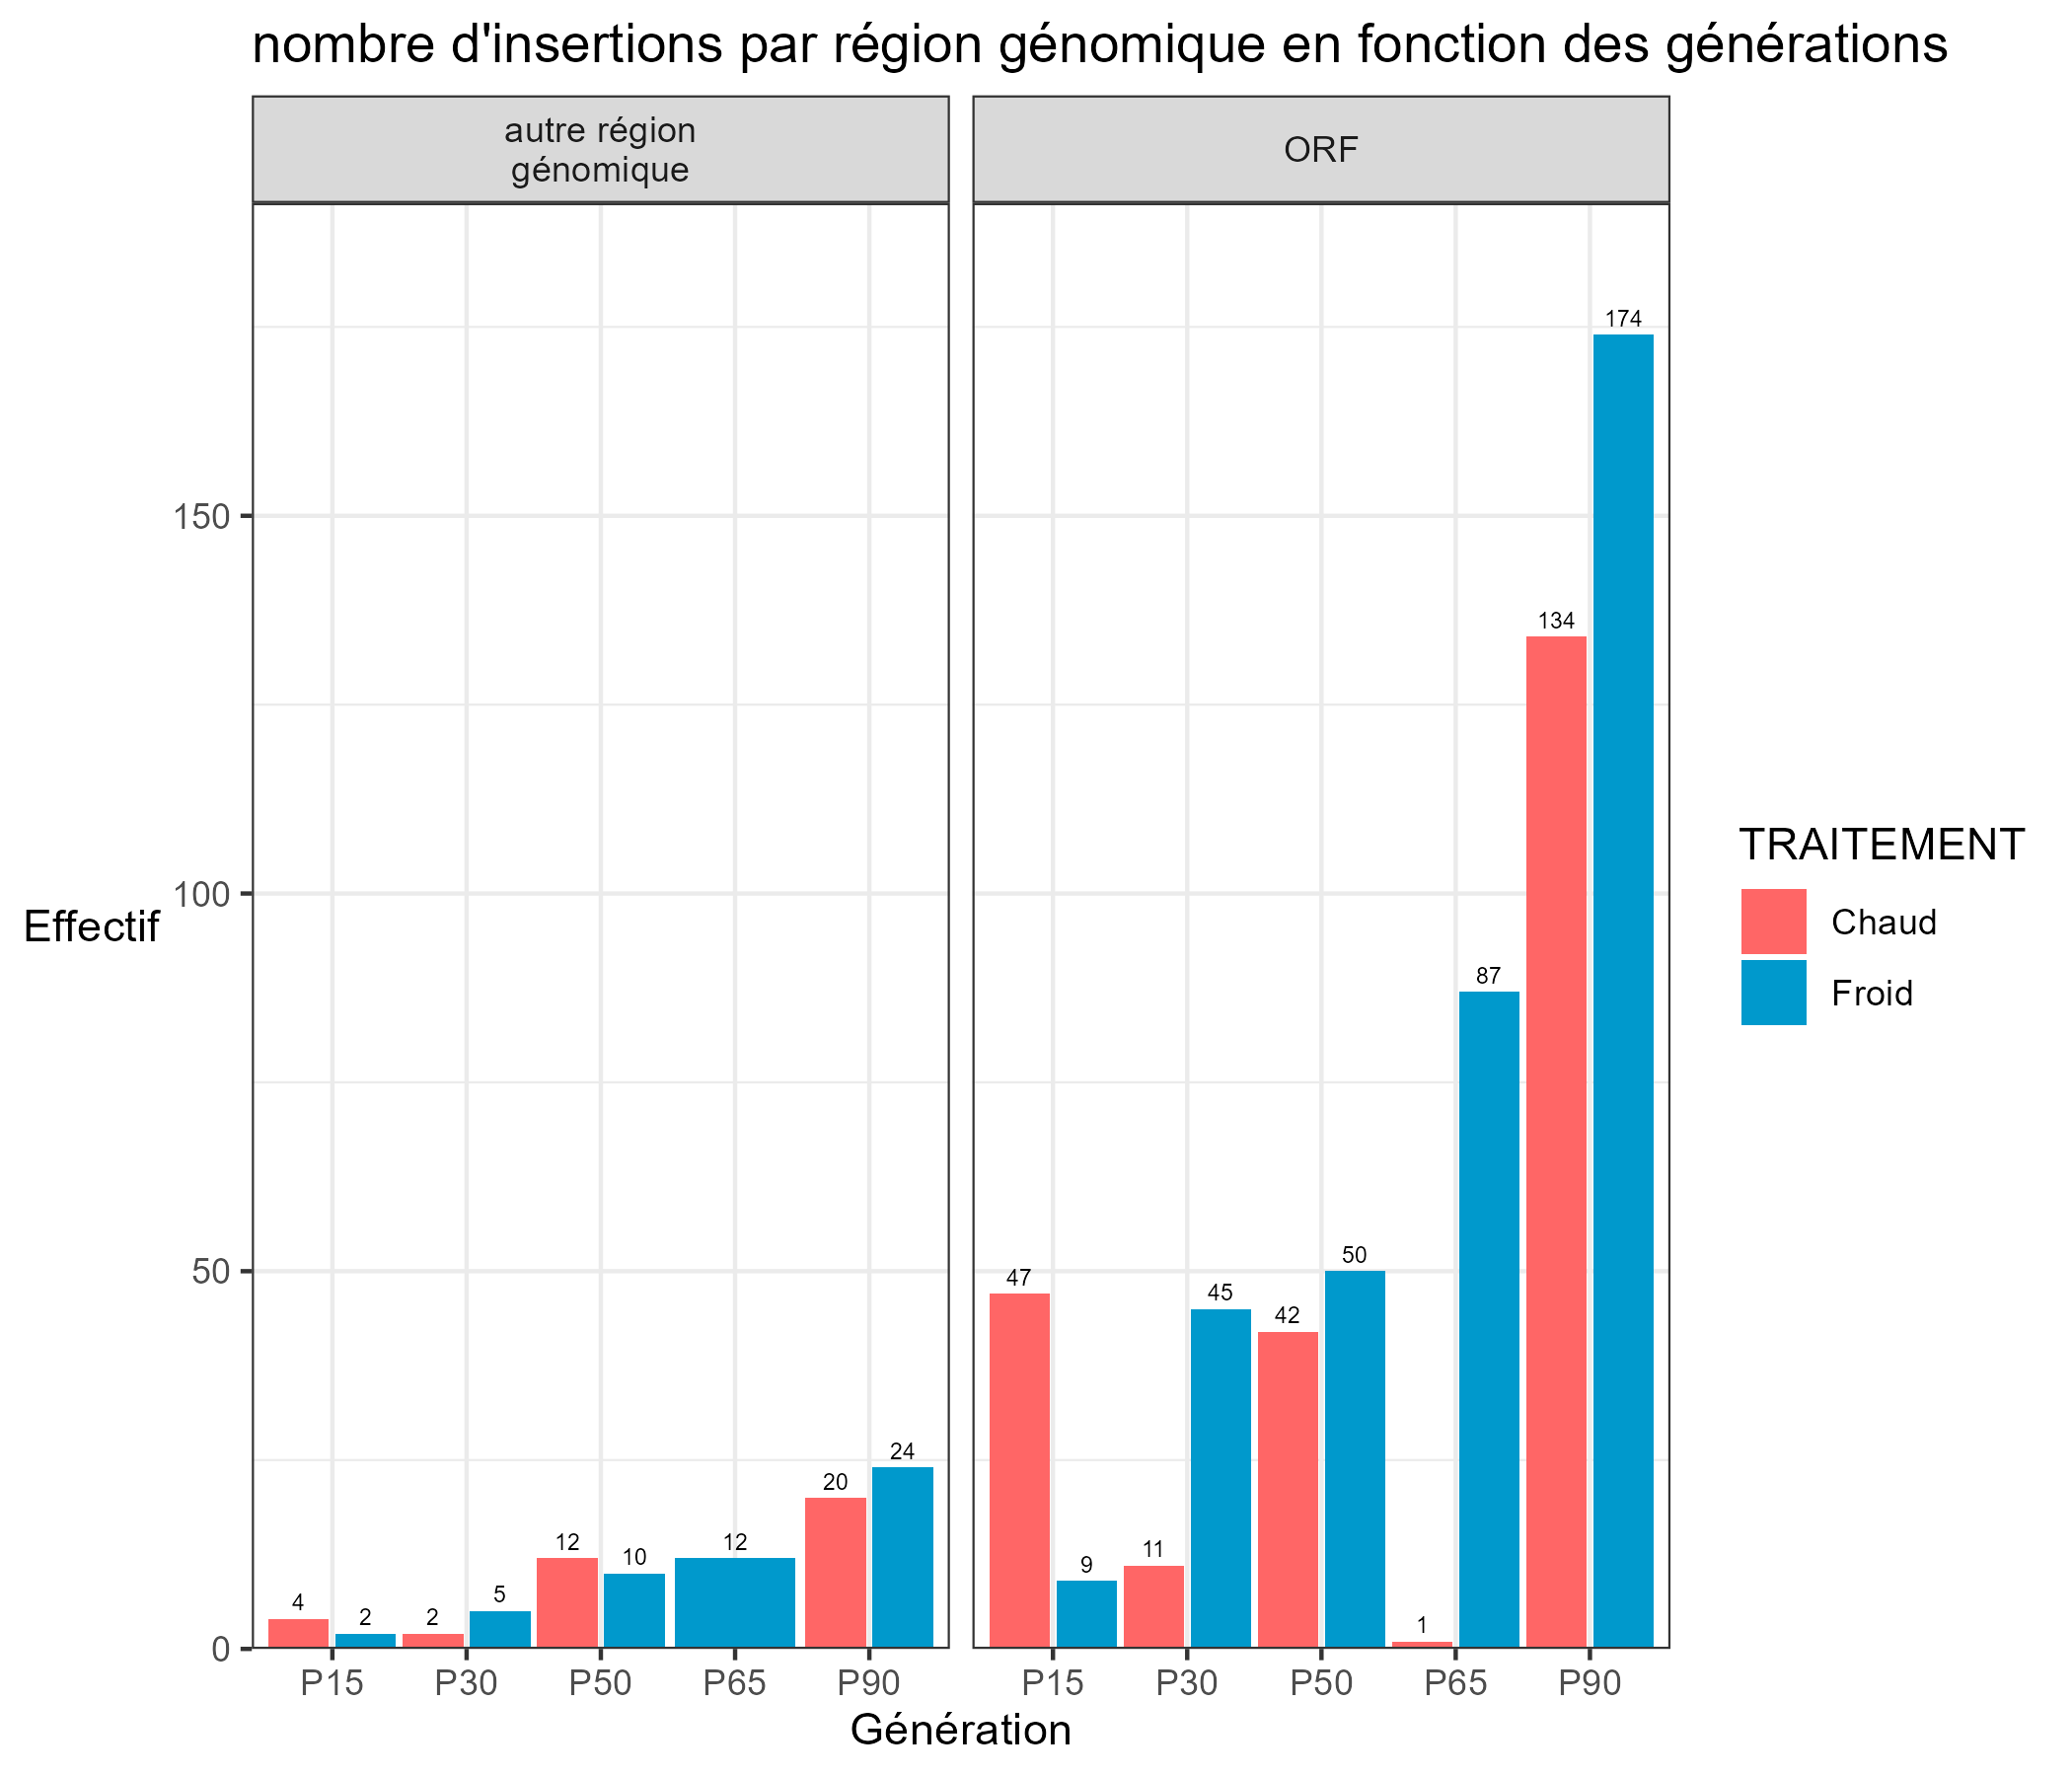 nombre d'insertions par région génomique en fonction des générations
autre région
génomique
ORF
174
150
134
100
Effectif
87
50
47
45
42
50
24
20
12
10
12
11
9
4
2
2
5
1
0
P15
P30
P50
P65
P90
P15
P30
P50
P65
P90
Génération
TRAITEMENT
Chaud
Froid